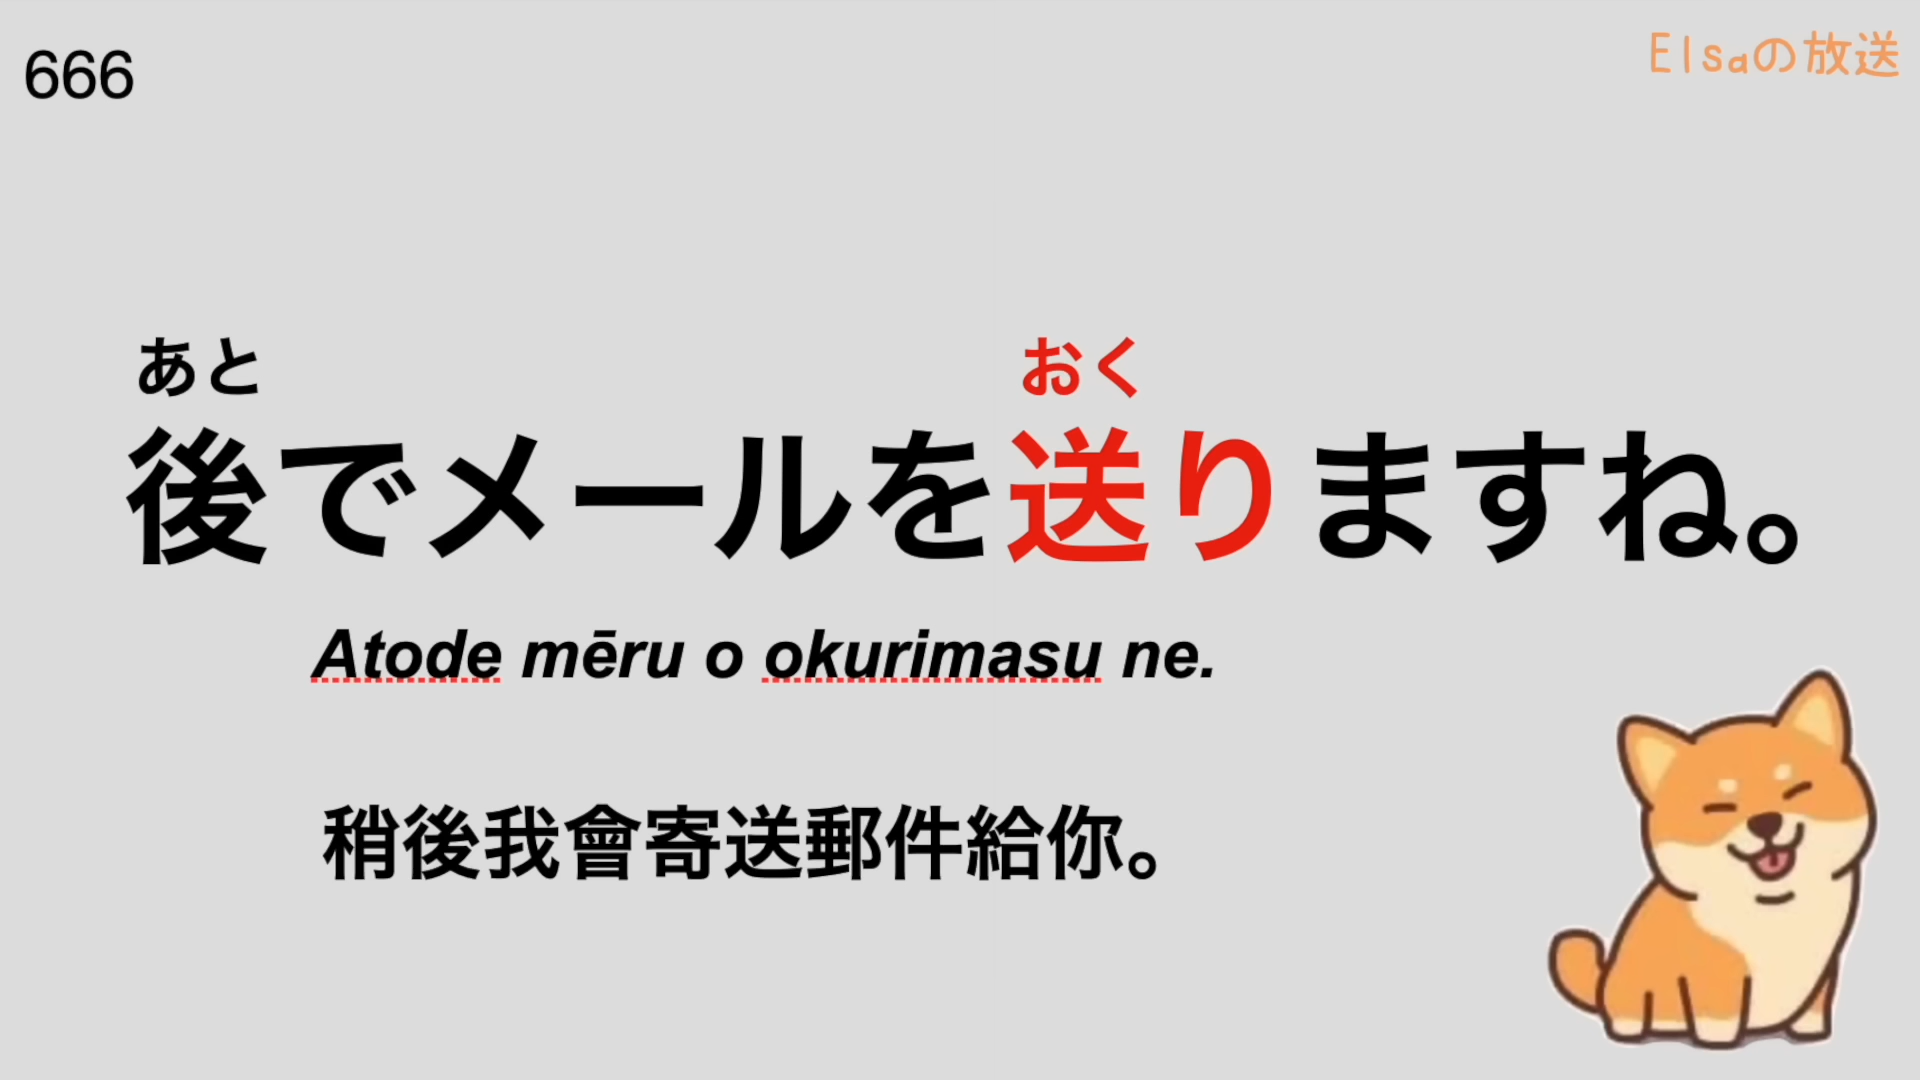 666
Elsaの放送
あと おく
後でメールを送りますね。
Atode mēru o okurimasu ne.
稍後我會寄送郵件給你。